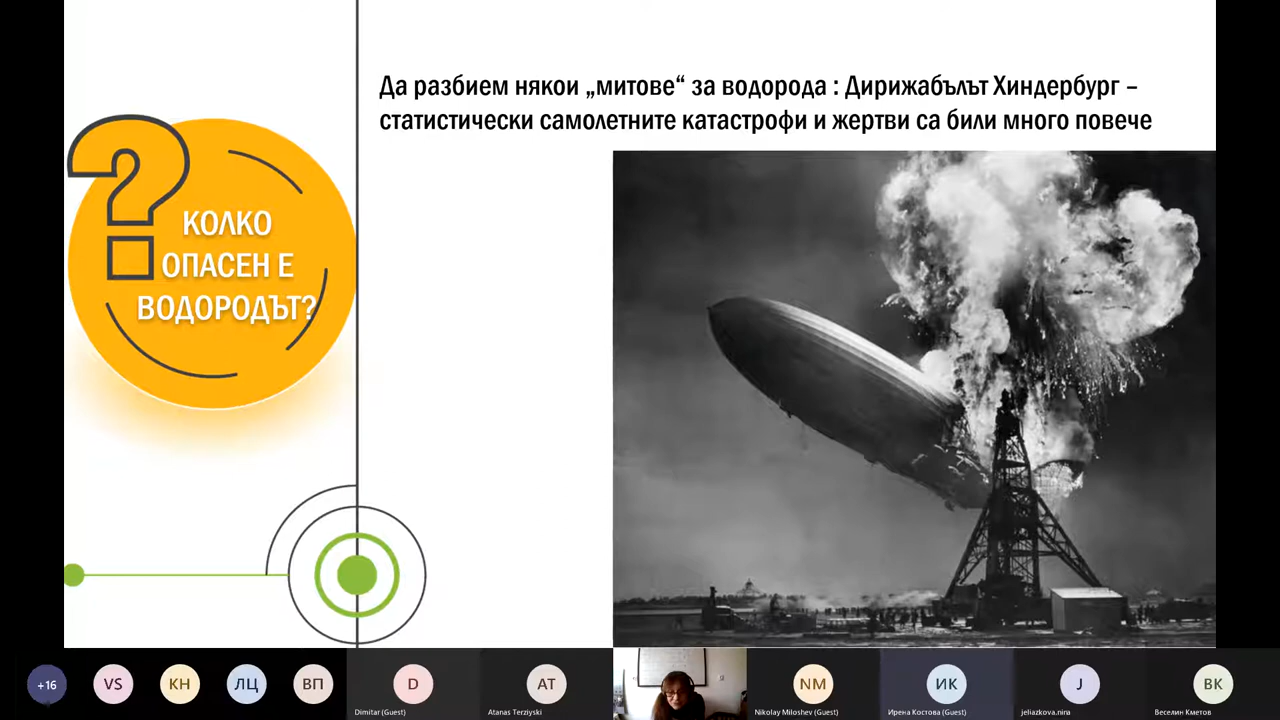 Да разбием някои „митове“ за водорода : Дирижабълът Хиндербург –
статистически самолетните катастрофи и жертви са били много повече
КОЛКО
ОПАСЕН Е
ВОДОРОДЪТ?
+16
VS
КН
ЛЦ
ВП
D
Dimitar (Guest)
AT
Atanas Terziyski
NM
Nikolay Miloshev (Guest)
ИК
Ирена Костова (Guest)
J
jeliazkova.nina
ВК
Веселин Кметов